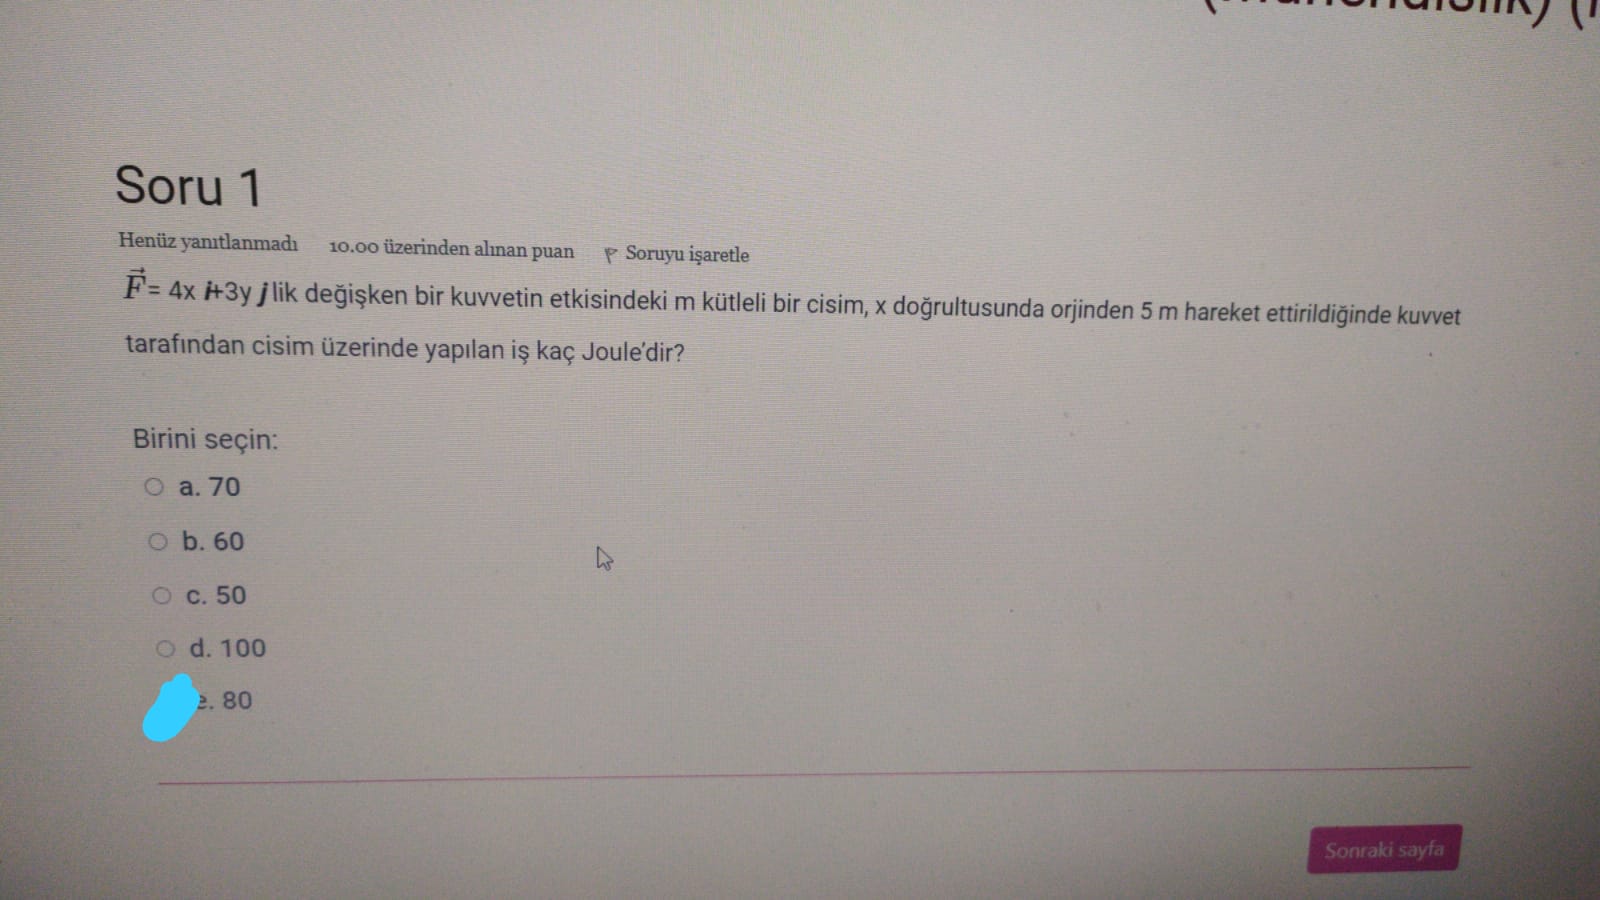 Soru 1
Henüz yanıtlanmadı 10.00 üzerinden alınan puan Soruyu işaretle
F= 4x i+3y j lik değişken bir kuvvetin etkisindeki m kütleli bir cisim, x doğrultusunda orjinden 5 m hareket ettirildiğinde kuvvet
tarafından cisim üzerinde yapılan iş kaç Joule'dir?
Birini seçin:
a. 70
b. 60
c. 50
d. 100
e. 80
Sonraki sayfa